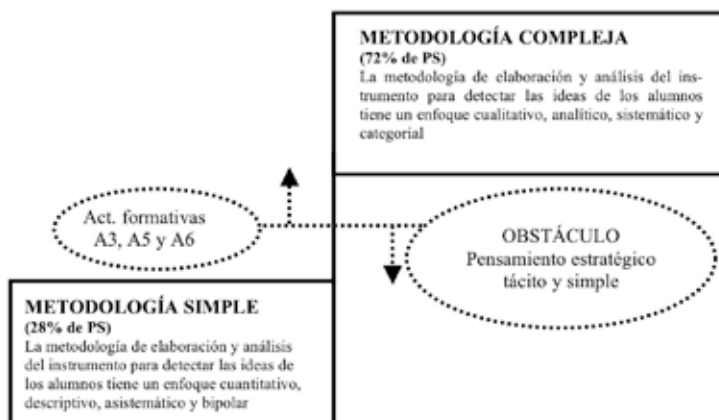 METODOLOGÍA COMPLEJA
(72% de PS)
La metodología de elaboración y análisis del ins-
trumento para detectar las ideas de los alumnos
tiene un enfoque cualitativo, analítico, sistemático y
categorial
Act. formativas
A3, A5 y A6
OBSTÁCULO
Pensamiento estratégico
tácito y simple
METODOLOGÍA SIMPLE
(28% de PS)
La metodología de elaboración y análisis
del instrumento para detectar las ideas de
los alumnos tiene un enfoque cuantitativo,
descriptivo, asistemático y bipolar